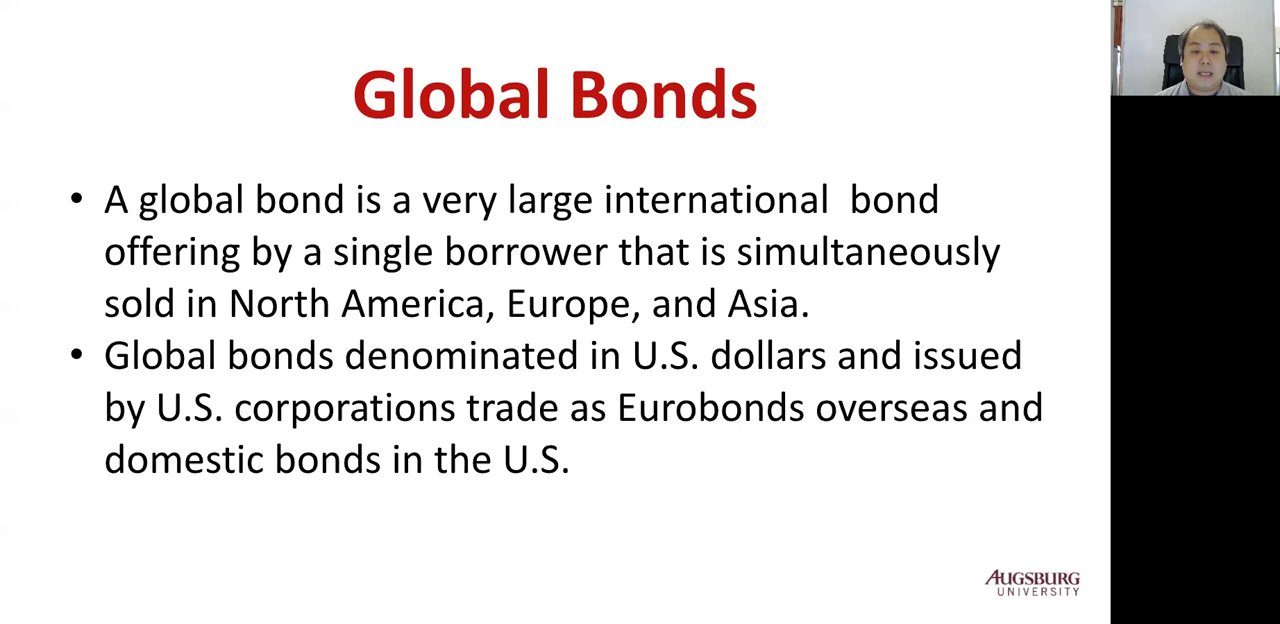 Global Bonds
• A global bond is a very large international  bond
offering by a single borrower that is simultaneously
sold in North America, Europe, and Asia.
• Global bonds denominated in U.S. dollars and issued
by U.S. corporations trade as Eurobonds overseas and
domestic bonds in the U.S.
AUGSBURG
UNIVERSITY